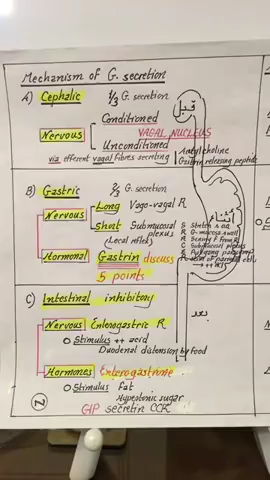 Mechanism of G. secretion
A) Cephalic 1/3 G. secretion
قبل
Conditioned
Nervous VAGAL NUCLEUS
Unconditioned
via efferent vagal fibres secreting Acetylcholine
Gastrin releasing peptide
B) Gastric 2/3 G. secretion
أثناء
Long Vago-vagal R
Nervous
Short Submucosal plexus
(Local reflex)
Hormonal Gastrin discuss
5 points
C) Intestinal inhibitory
بعد
Nervous Enterogastric R
Stimulus ++ acid
Duodenal distension by food
Hormones Enterogastrone
Stimulus fat
Hypertonic sugar
GIP secretin CCK